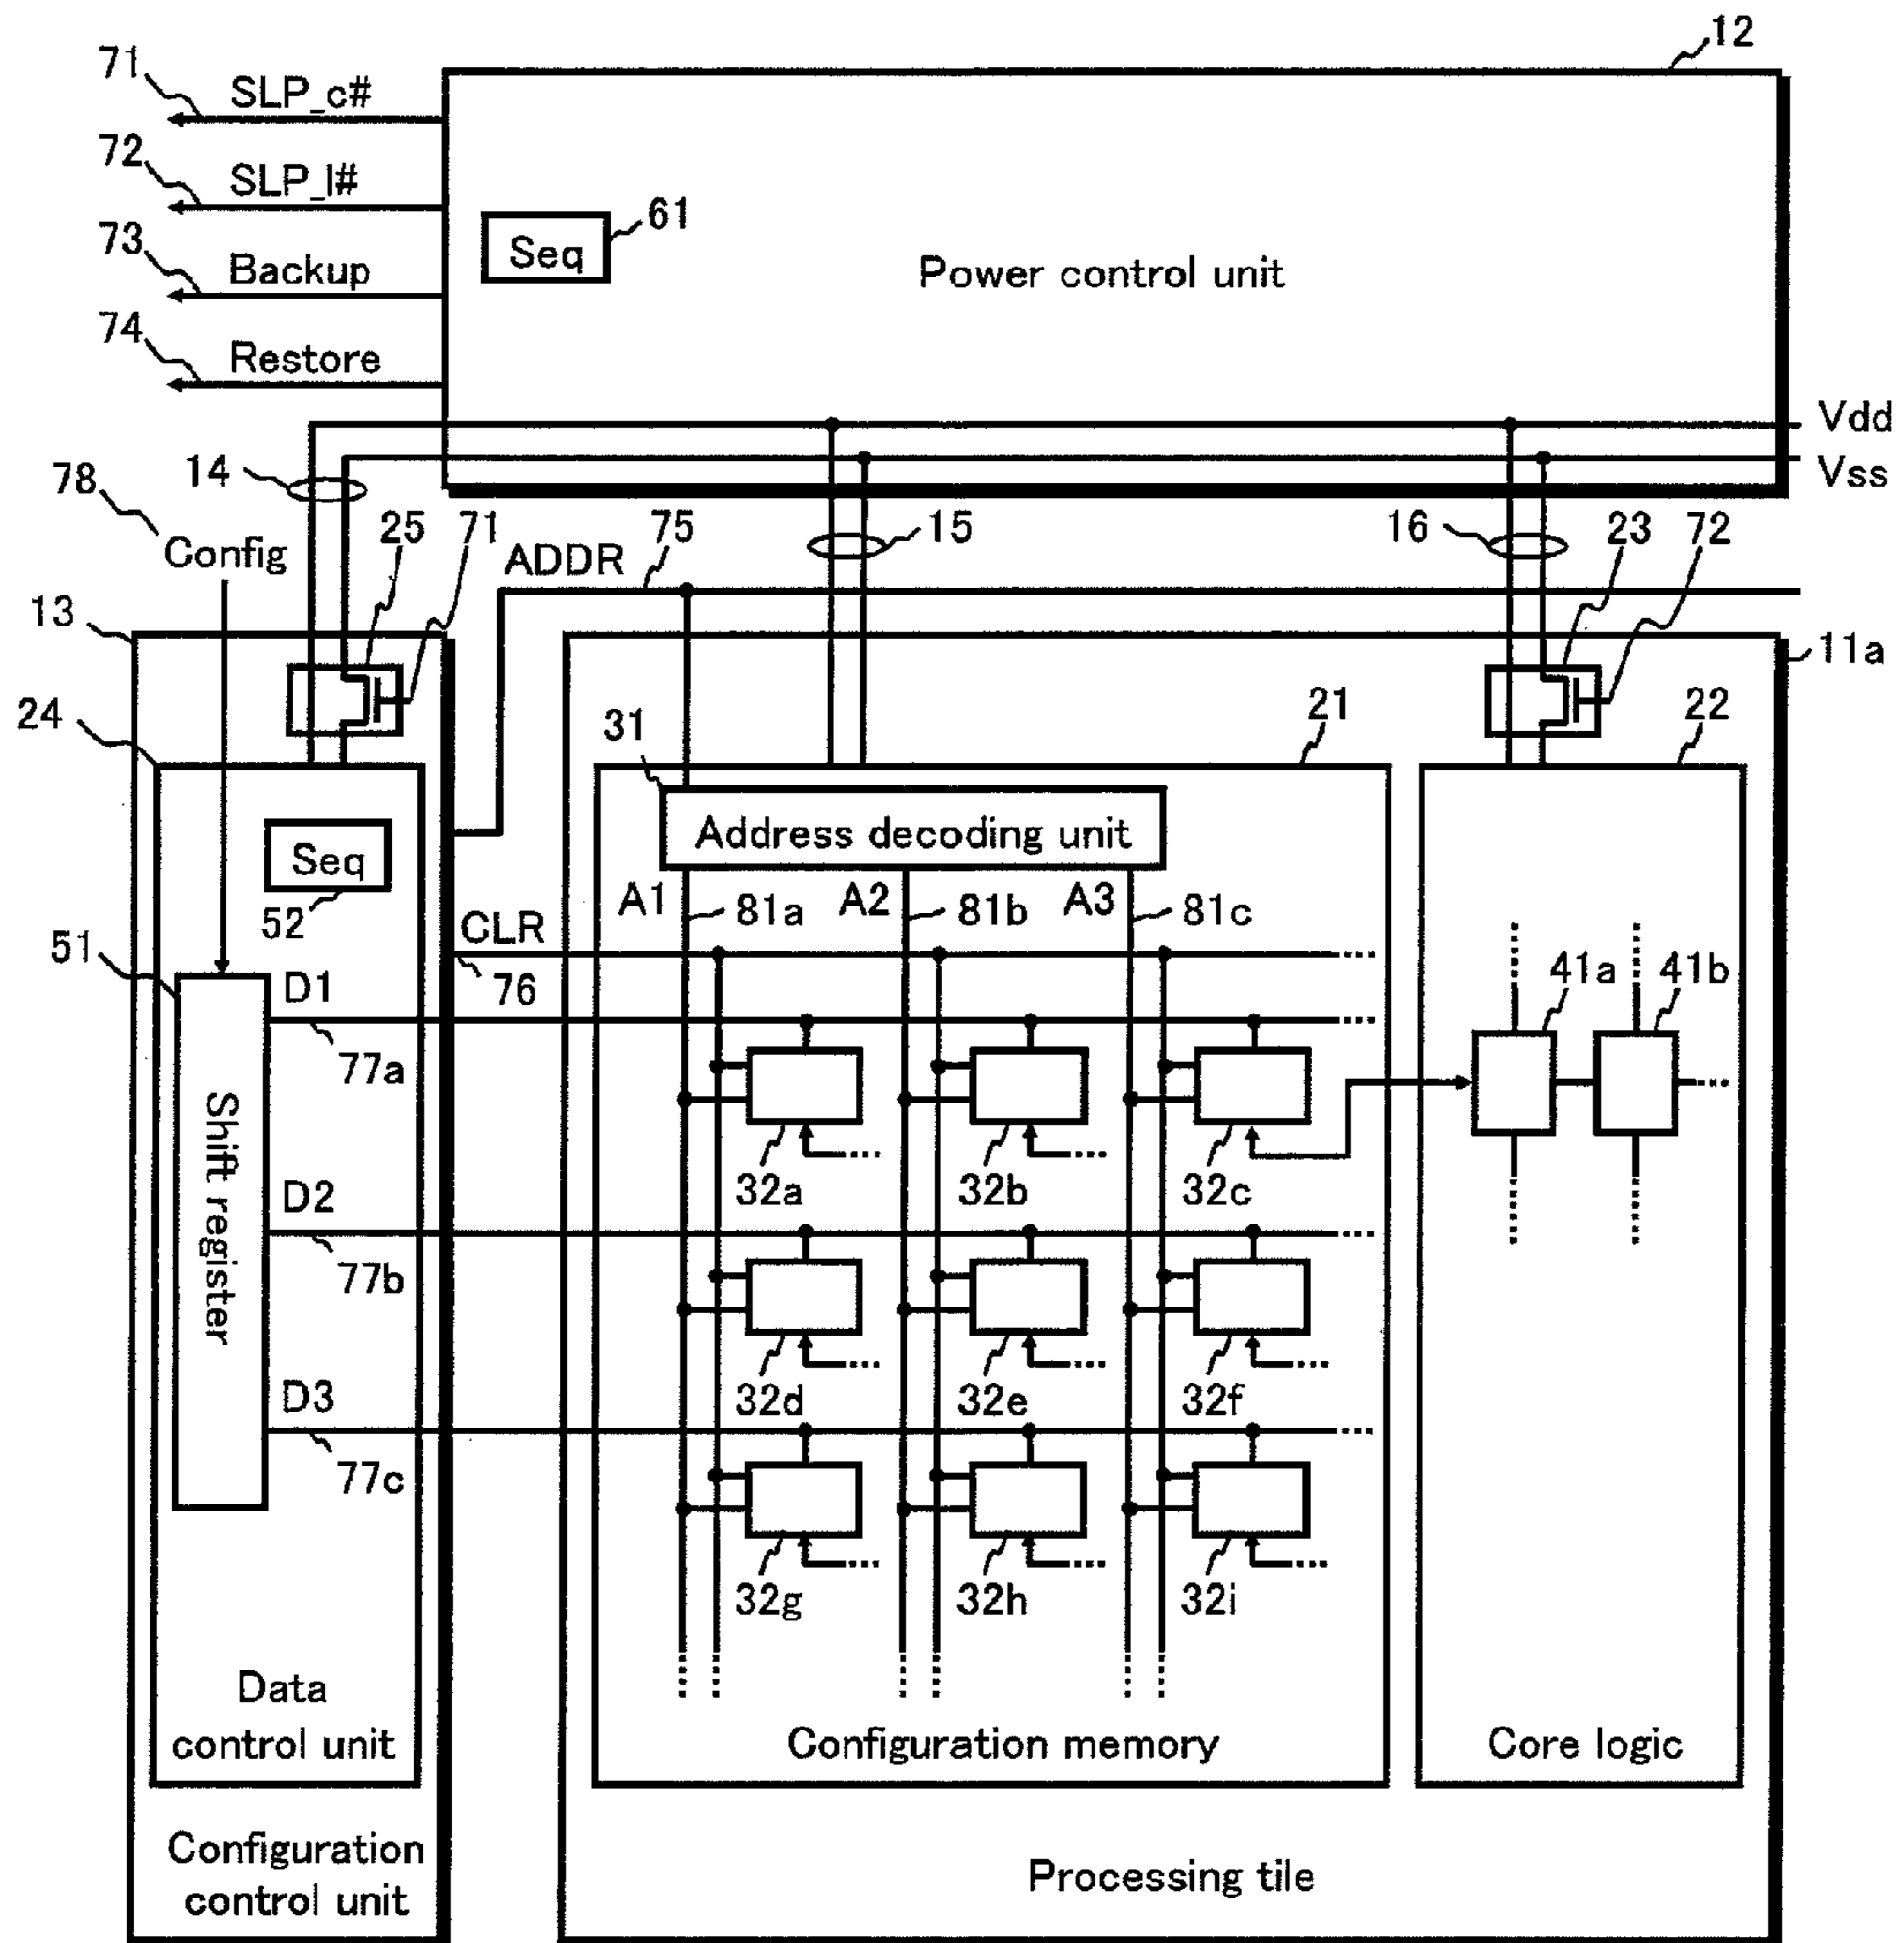 12
71
SLP_c#
72
SLP_l#
61
Seq
Power control unit
73
Backup
74
Restore
Vdd
Vss
14
78
Config
71
25
15
16
23
72
ADDR
75
13
11a
24
31
21
22
Address decoding unit
Seq
52
A1
81a
A2
81b
A3
81c
CLR
76
51
D1
77a
41a
41b
Shift register
32a
32b
32c
D2
77b
32d
32e
32f
D3
77c
32g
32h
32i
Data
control unit
Configuration memory
Core logic
Configuration
control unit
Processing tile